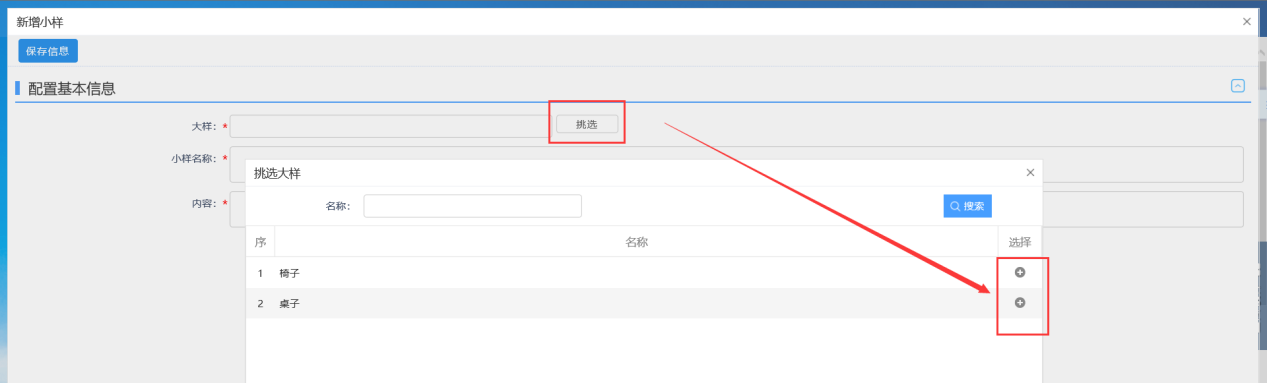 新增小样
保存信息
配置基本信息
大样：* 挑选
小样名称：*
挑选大样
内容：* 名称： 搜索
序 名称 选择
1 椅子
2 桌子